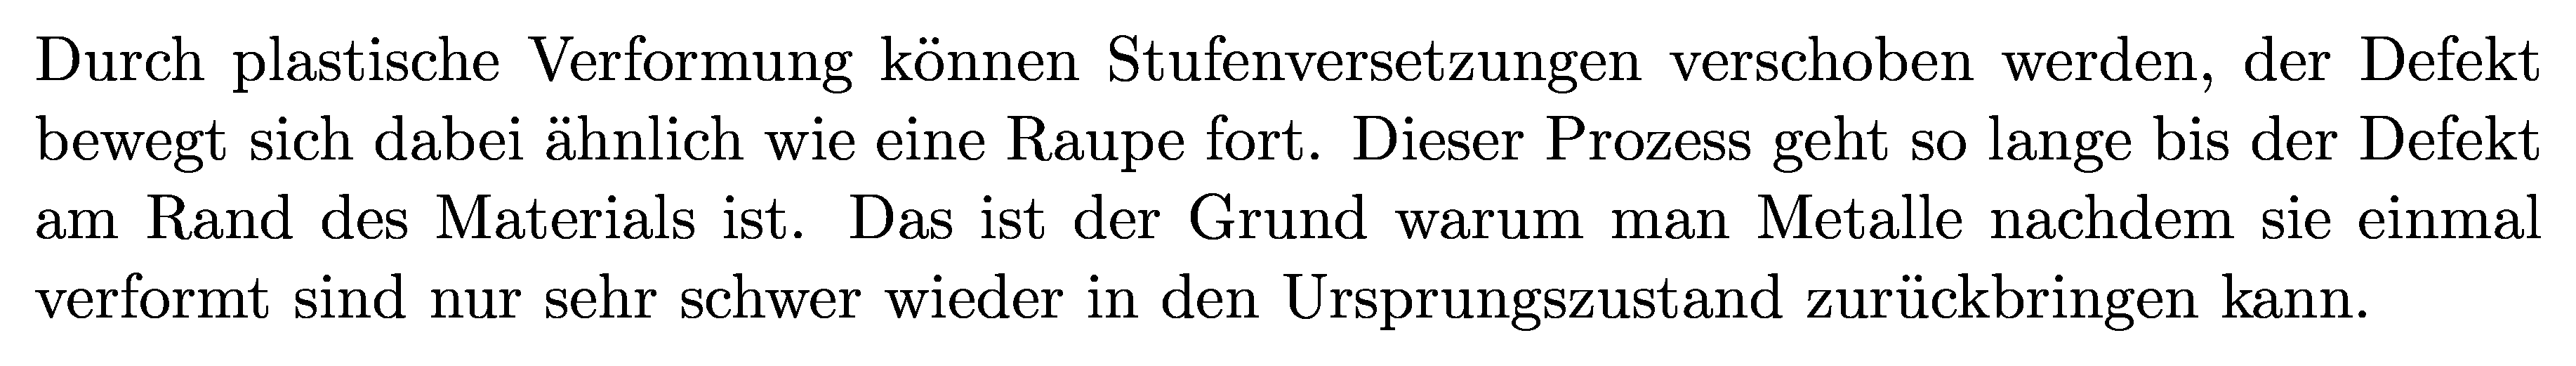 Durch plastische Verformung können Stufenversetzungen verschoben werden, der Defekt
bewegt sich dabei ähnlich wie eine Raupe fort. Dieser Prozess geht so lange bis der Defekt
am Rand des Materials ist. Das ist der Grund warum man Metalle nachdem sie einmal
verformt sind nur sehr schwer wieder in den Ursprungszustand zurückbringen kann.